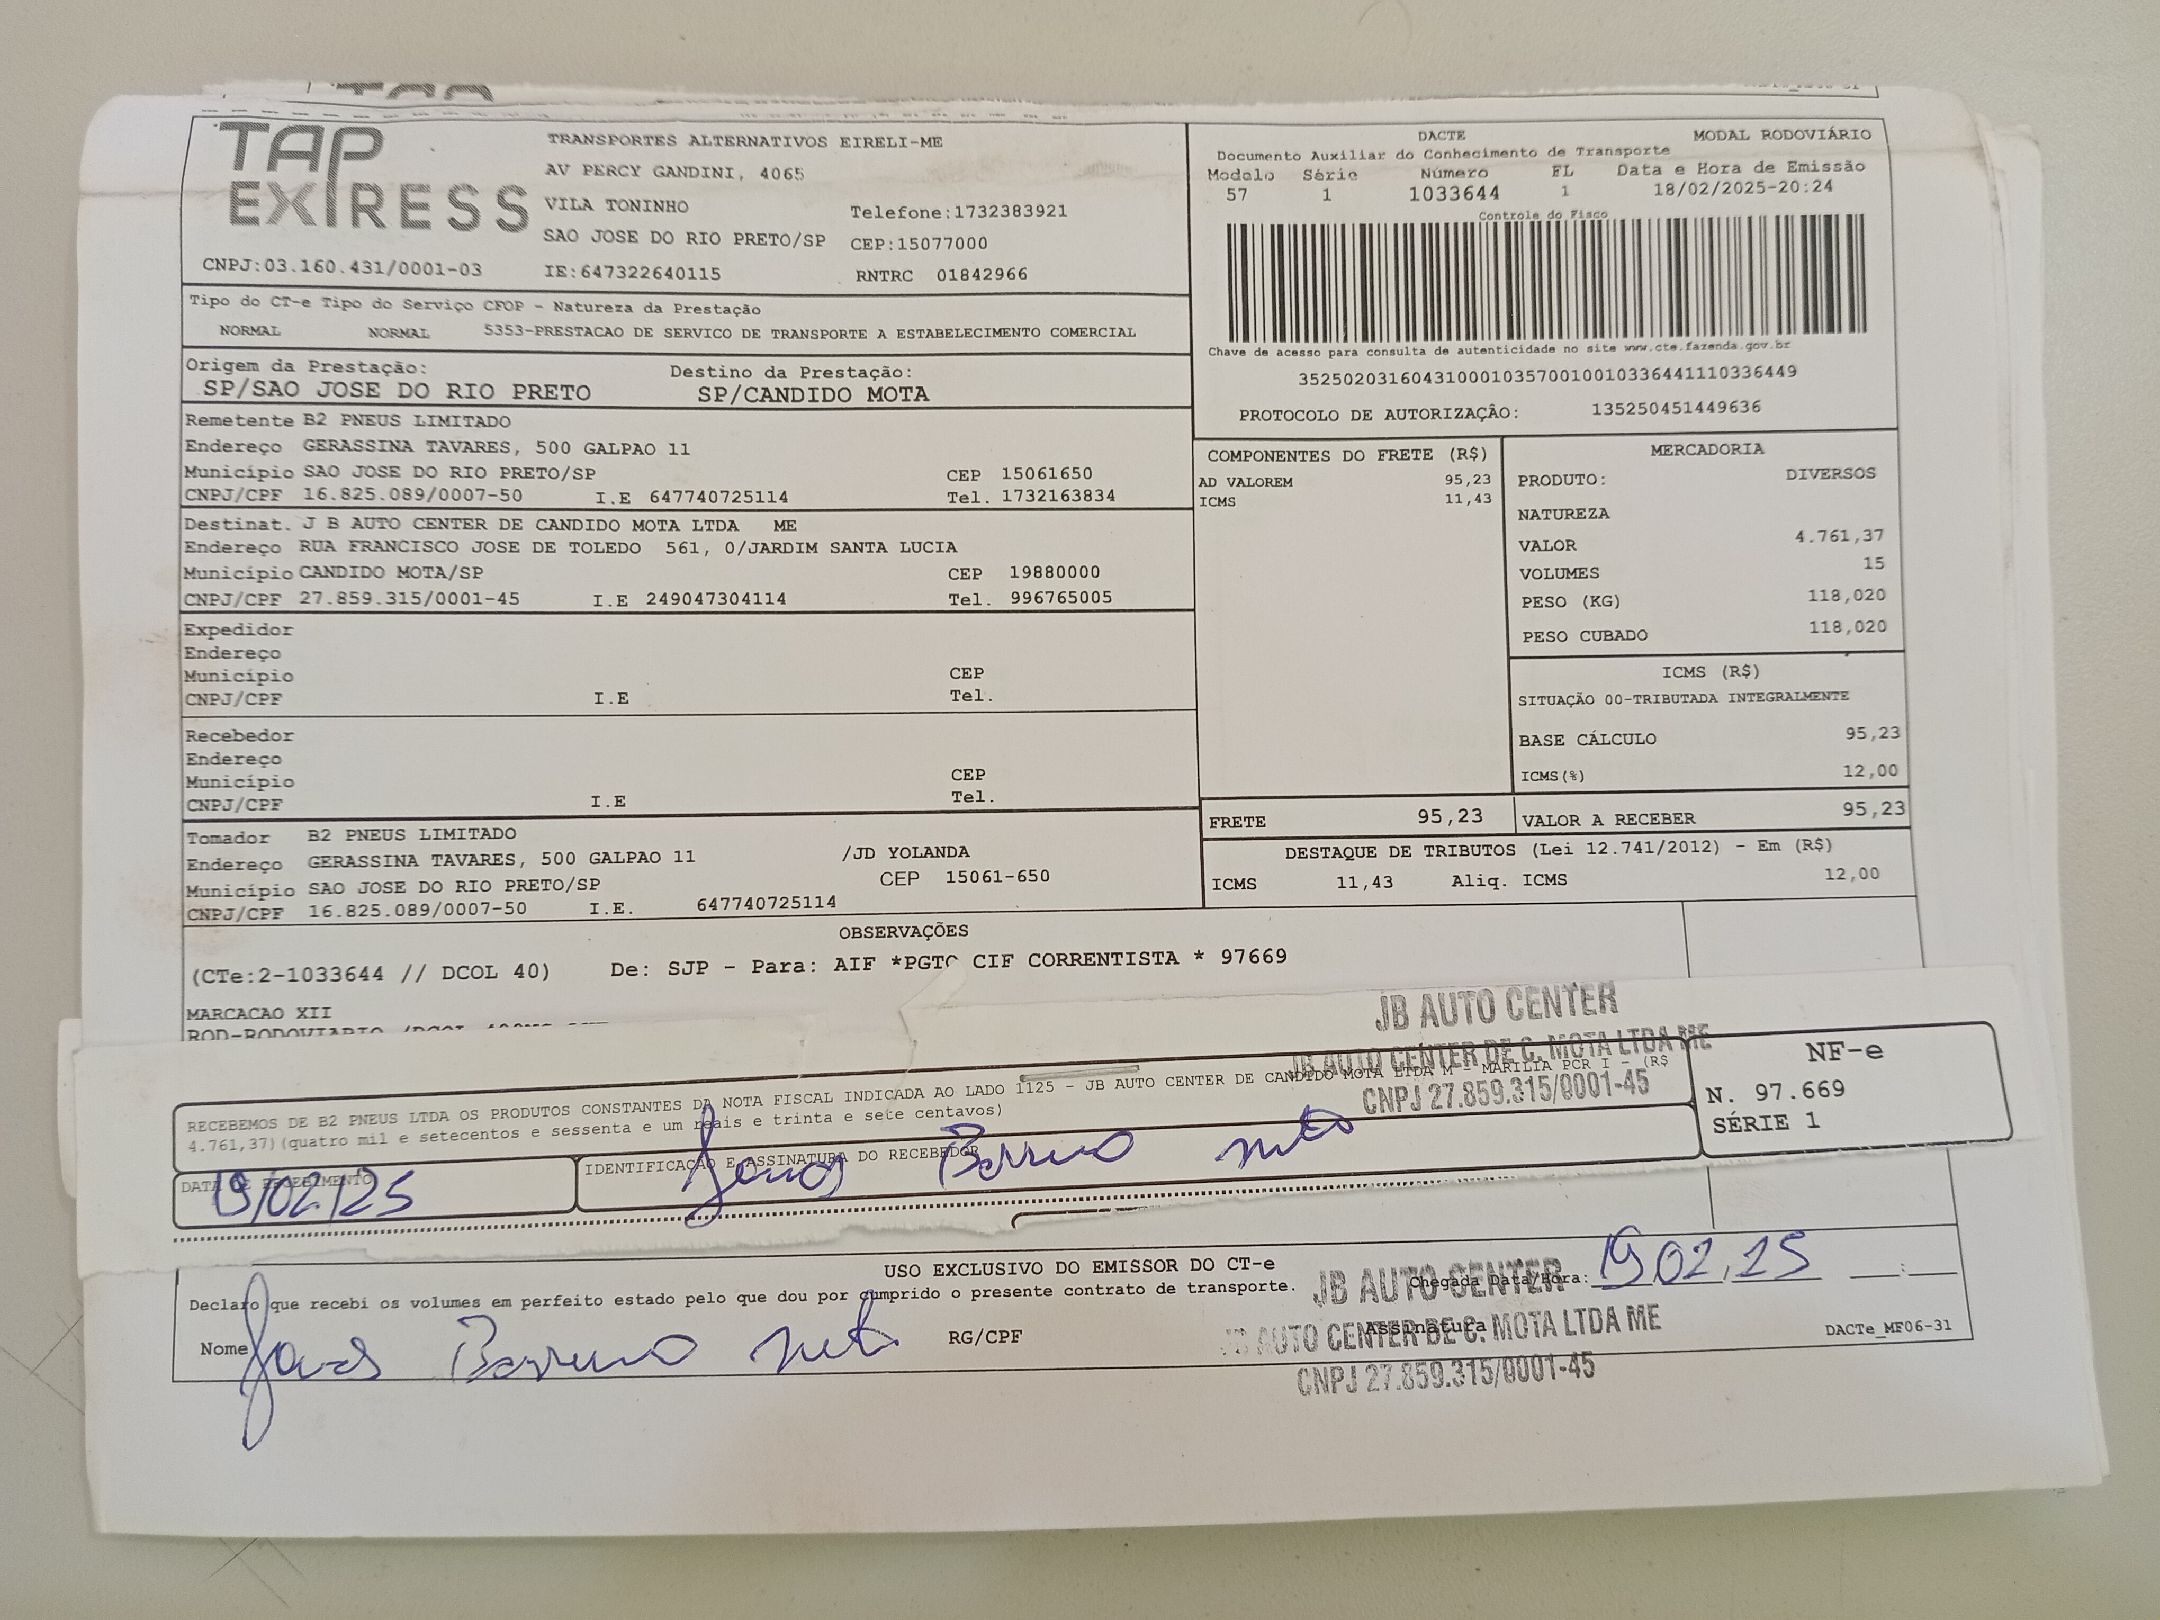 TAP
EXPRESS
TRANSPORTES ALTERNATIVOS EIRELI-ME
AV PERCY GANDINI, 4065
VILA TONINHO Telefone:1732383921
SAO JOSE DO RIO PRETO/SP CEP:15077000
CNPJ:03.160.431/0001-03 IE:647322640115 RNTRC 01842966
DACTE MODAL RODOVIÁRIO
Documento Auxiliar do Conhecimento de Transporte
Modelo Série Número FL Data e Hora de Emissão
57 1 1033644 1 18/02/2025-20:24
Controle do Fisco
Chave de acesso para consulta de autenticidade no site www.cte.fazenda.gov.br
35250203160431000103570010010336441110336449
PROTOCOLO DE AUTORIZAÇÃO: 135250451449636
Tipo do CT-e Tipo do Serviço CFOP - Natureza da Prestação
NORMAL NORMAL 5353-PRESTACAO DE SERVICO DE TRANSPORTE A ESTABELECIMENTO COMERCIAL
Origem da Prestação: Destino da Prestação:
SP/SAO JOSE DO RIO PRETO SP/CANDIDO MOTA
Remetente B2 PNEUS LIMITADO
Endereço GERASSINA TAVARES, 500 GALPAO 11
Município SAO JOSE DO RIO PRETO/SP CEP 15061650
CNPJ/CPF 16.825.089/0007-50 I.E 647740725114 Tel. 1732163834
Destinat. J B AUTO CENTER DE CANDIDO MOTA LTDA ME
Endereço RUA FRANCISCO JOSE DE TOLEDO 561, 0/JARDIM SANTA LUCIA
Município CANDIDO MOTA/SP CEP 19880000
CNPJ/CPF 27.859.315/0001-45 I.E 249047304114 Tel. 996765005
Expedidor
Endereço
Município CEP
CNPJ/CPF I.E Tel.
Recebedor
Endereço
Município CEP
CNPJ/CPF I.E Tel.
Tomador B2 PNEUS LIMITADO
Endereço GERASSINA TAVARES, 500 GALPAO 11 /JD YOLANDA
Município SAO JOSE DO RIO PRETO/SP CEP 15061-650
CNPJ/CPF 16.825.089/0007-50 I.E. 647740725114
COMPONENTES DO FRETE (R$)
AD VALOREM 95,23
ICMS 11,43
MERCADORIA
PRODUTO: DIVERSOS
NATUREZA
VALOR 4.761,37
VOLUMES 15
PESO (KG) 118,020
PESO CUBADO 118,020
ICMS (R$)
SITUAÇÃO 00-TRIBUTADA INTEGRALMENTE
BASE CÁLCULO 95,23
ICMS(%) 12,00
FRETE 95,23 VALOR A RECEBER 95,23
DESTAQUE DE TRIBUTOS (Lei 12.741/2012) - Em (R$)
ICMS 11,43 Aliq. ICMS 12,00
OBSERVAÇÕES
(CTe:2-1033644 // DCOL 40) De: SJP - Para: AIF *PGTO CIF CORRENTISTA * 97669
MARCACAO XII
ROD-RODOVIARIO
JB AUTO CENTER
JB AUTO CENTER DE C. MOTA LTDA ME
CNPJ 27.859.315/0001-45
RECEBEMOS DE B2 PNEUS LTDA OS PRODUTOS CONSTANTES DA NOTA FISCAL INDICADA AO LADO 1125 - JB AUTO CENTER DE CANDIDO MOTA LTDA M - MARILIA PCR I - (R$
4.761,37)(quatro mil e setecentos e sessenta e um reais e trinta e sete centavos)
NF-e
N. 97.669
SÉRIE 1
DATA DE RECEBIMENTO IDENTIFICAÇÃO E ASSINATURA DO RECEBEDOR
19/02/25 Jonas Barreiro neto
USO EXCLUSIVO DO EMISSOR DO CT-e
Declaro que recebi os volumes em perfeito estado pelo que dou por cumprido o presente contrato de transporte. Chegada Data/Hora: 19 02, 25
Nome Jonas Barreiro neto RG/CPF Assinatura DACTe_MF06-31
JB AUTO CENTER
JB AUTO CENTER DE C. MOTA LTDA ME
CNPJ 27.859.315/0001-45